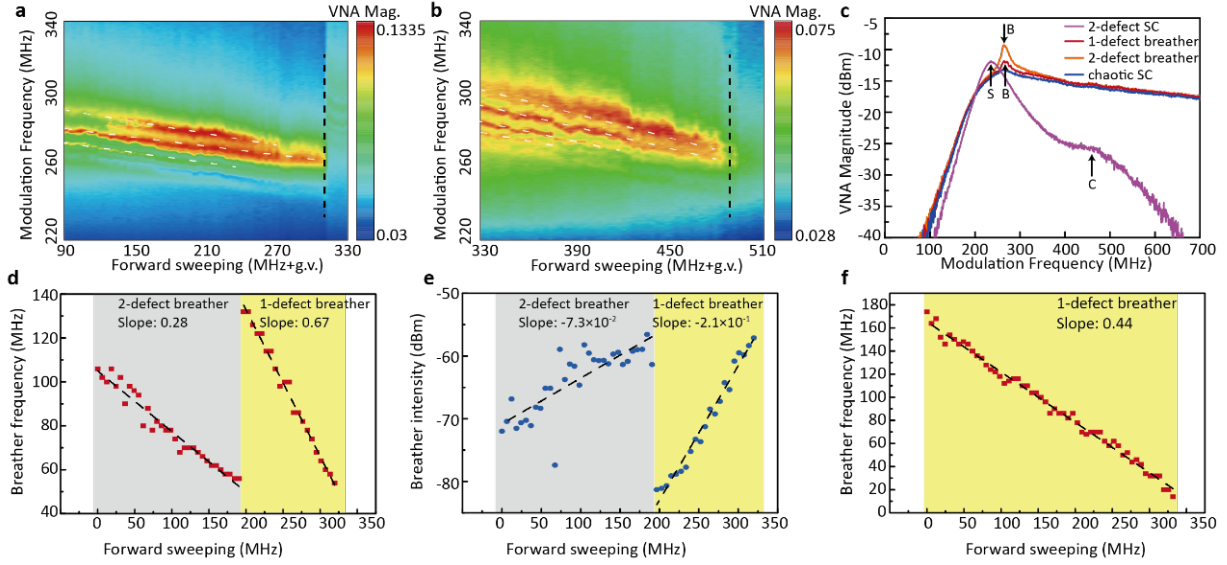 a
VNA Mag.
0.1335
0.03
Modulation Frequency (MHz)
340
300
260
220
90
150
210
270
330
Forward sweeping (MHz+g.v.)
b
VNA Mag.
0.075
0.028
Modulation Frequency (MHz)
340
300
260
220
330
390
450
510
Forward sweeping (MHz+g.v.)
c
VNA Magnitude (dBm)
-5
-10
-15
-20
-25
-30
-35
-40
0
100
200
300
400
500
600
700
Modulation Frequency (MHz)
2-defect SC
1-defect breather
2-defect breather
chaotic SC
B
S
B
C
d
Breather frequency (MHz)
140
120
100
80
60
40
0
50
100
150
200
250
300
350
Forward sweeping (MHz)
2-defect breather
Slope: 0.28
1-defect breather
Slope: 0.67
e
Breather intensity (dBm)
-60
-70
-80
0
50
100
150
200
250
300
350
Forward sweeping (MHz)
2-defect breather
Slope: -7.3×10⁻²
1-defect breather
Slope: -2.1×10⁻¹
f
Breather frequency (MHz)
180
160
140
120
100
80
60
40
20
0
0
50
100
150
200
250
300
350
Forward sweeping (MHz)
1-defect breather
Slope: 0.44